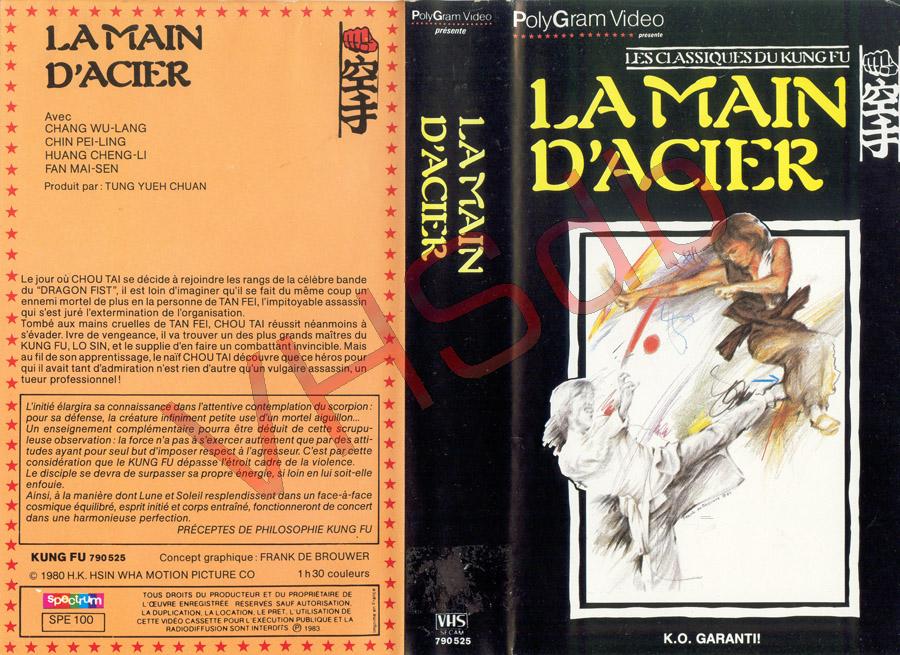 LA MAIN
D'ACIER
空手
Avec
CHANG WU-LANG
CHIN PEI-LING
HUANG CHENG-LI
FAN MAI-SEN
Produit par : TUNG YUEH CHUAN
Le jour où CHOU TAI se décide à rejoindre les rangs de la célèbre bande
du "DRAGON FIST", il est loin d'imaginer qu'il se fait du même coup un
ennemi mortel de plus en la personne de TAN FEI, l'impitoyable assassin
qui s'est juré l'extermination de l'organisation.
Tombé aux mains cruelles de TAN FEI, CHOU TAI réussit néanmoins à
s'évader. Ivre de vengeance, il va trouver un des plus grands maîtres du
KUNG FU, LO SIN, et le supplie d'en faire un combattant invincible. Mais
au fil de son apprentissage, le naïf CHOU TAI découvre que ce héros pour
qui il avait tant d'admiration n'est rien d'autre qu'un vulgaire assassin, un
tueur professionnel !
L'initié élargira sa connaissance dans l'attentive contemplation du scorpion :
pour sa défense, la créature infiniment petite use d'un mortel aiguillon...
Un enseignement complémentaire pourra être déduit de cette scrupu-
leuse observation : la force n'a pas à s'exercer autrement que par des atti-
tudes ayant pour seul but d'imposer respect à l'agresseur. C'est par cette
considération que le KUNG FU dépasse l'étroit cadre de la violence.
Le disciple se devra de surpasser sa propre énergie, si loin en lui soit-elle
enfouie.
Ainsi, à la manière dont Lune et Soleil resplendissent dans un face-à-face
cosmique équilibré, esprit initié et corps entraîné, fonctionneront de concert
dans une harmonieuse perfection.
PRÉCEPTES DE PHILOSOPHIE KUNG FU
KUNG FU 790 525 Concept graphique : FRANK DE BROUWER
© 1980 H.K. HSIN WHA MOTION PICTURE CO 1 h 30 couleurs
spectrum
SPE 100
TOUS DROITS DU PRODUCTEUR ET DU PROPRIÉTAIRE DE
L'ŒUVRE ENREGISTRÉE RESERVÉS SAUF AUTORISATION.
LA DUPLICATION, LA LOCATION, LE PRET, L'UTILISATION DE
CETTE VIDÉO CASSETTE POUR L'EXÉCUTION PUBLIQUE ET LA
RADIODIFFUSION SONT INTERDITS. Ⓟ 1983
Imprimé en France
PolyGram Video
présente
LA MAIN
D'ACIER
VHS
SECAM
790 525
PolyGram Video
présente
LES CLASSIQUES DU KUNG FU
LA MAIN
D'ACIER
空手
K.O. GARANTI!
VHSdb